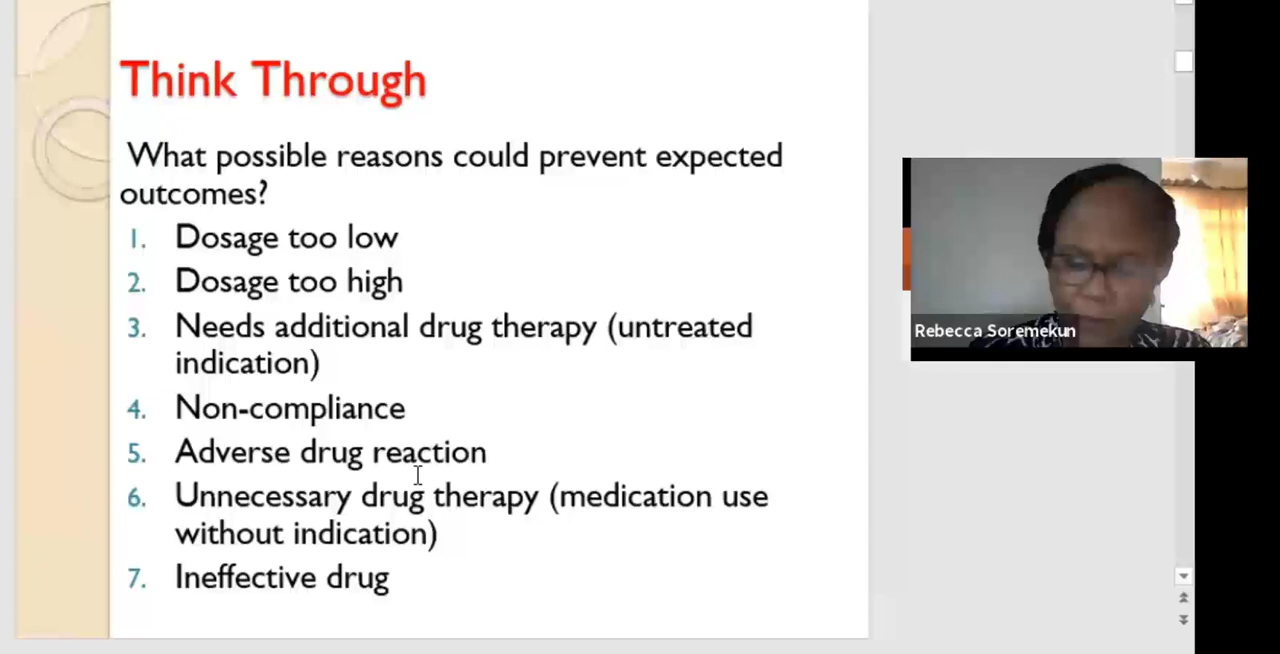 Think Through
What possible reasons could prevent expected
outcomes?
1. Dosage too low
2. Dosage too high
3. Needs additional drug therapy (untreated
indication)
4. Non-compliance
5. Adverse drug reaction
6. Unnecessary drug therapy (medication use
without indication)
7. Ineffective drug
Rebecca Soremekun